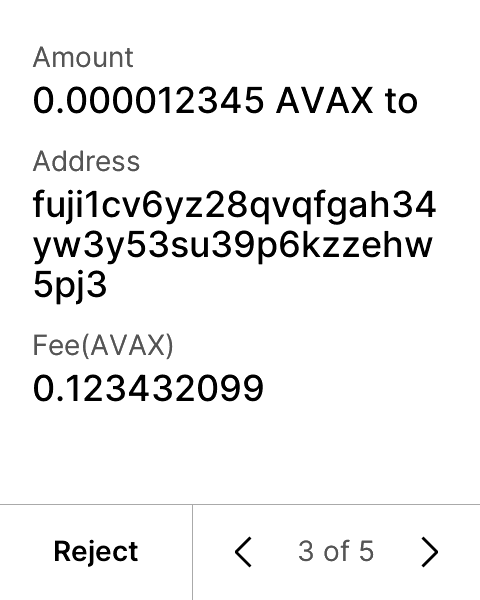 Amount
0.000012345 AVAX to
Address
fuji1cv6yz28qvqfgah34
yw3y53su39p6kzzehw
5pj3
Fee(AVAX)
0.123432099
Reject
3 of 5